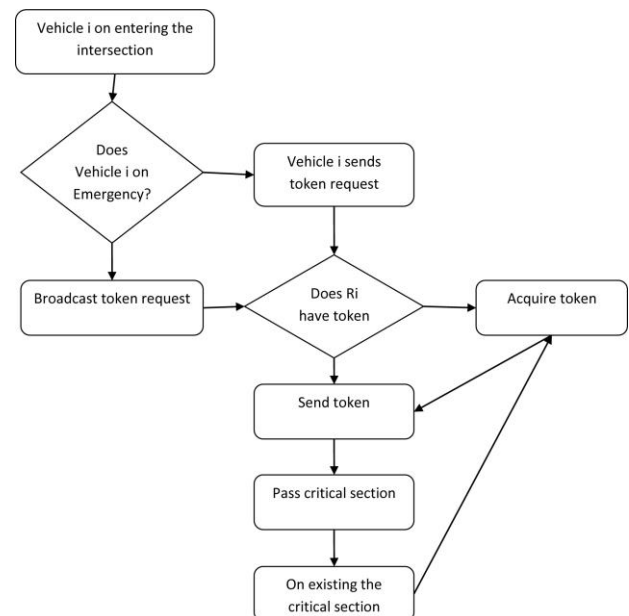 Vehicle i on entering the
intersection
Does
Vehicle i on
Emergency?
Vehicle i sends
token request
Broadcast token request
Does Ri
have token
Acquire token
Send token
Pass critical section
On existing the
critical section